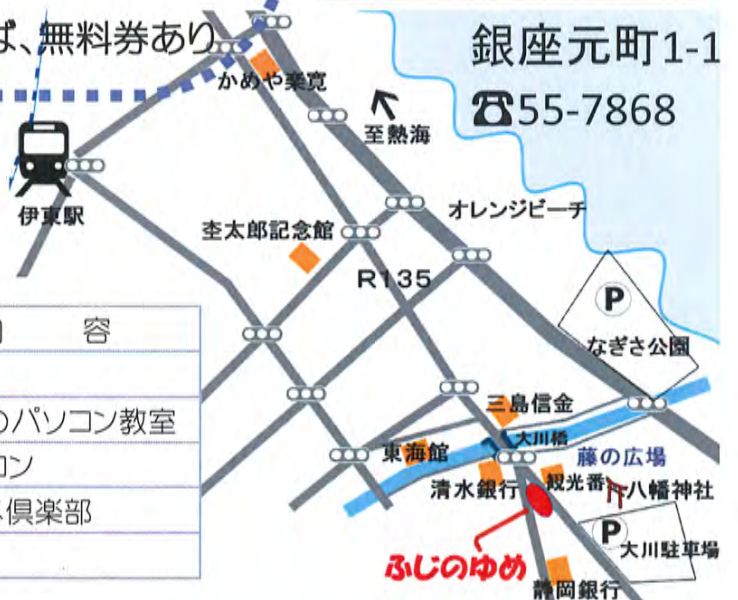 ば、無料券あり
銀座元町1-1
☎55-7868
かめや楽寛
至熱海
伊東駅
杢太郎記念館
オレンジビーチ
R135
P
なぎさ公園
容
のパソコン教室
コン
倶楽部
三島信金
大川橋
東海館
藤の広場
清水銀行
観光番
八幡神社
P
大川駐車場
ふじのゆめ
静岡銀行